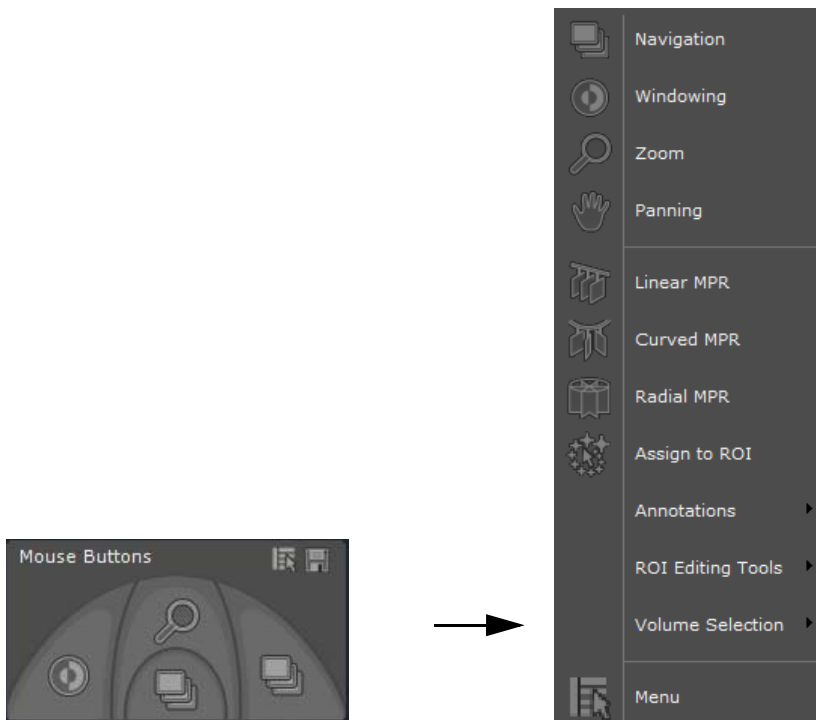 Mouse Buttons
Navigation
Windowing
Zoom
Panning
Linear MPR
Curved MPR
Radial MPR
Assign to ROI
Annotations
ROI Editing Tools
Volume Selection
Menu